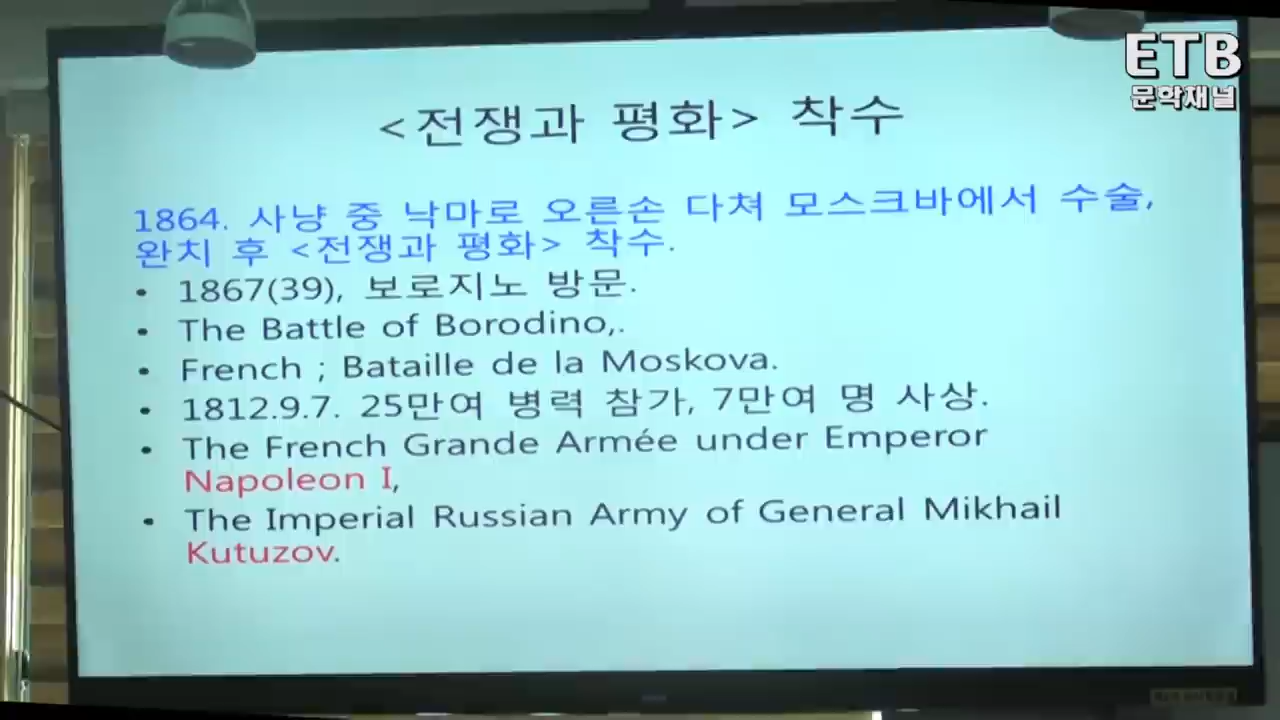 ETB
문학채널
<전쟁과 평화> 착수
1864. 사냥 중 낙마로 오른손 다쳐 모스크바에서 수술,
완치 후 <전쟁과 평화> 착수.
• 1867(39), 보로지노 방문.
• The Battle of Borodino,.
• French ; Bataille de la Moskova.
• 1812.9.7. 25만여 병력 참가, 7만여 명 사상.
• The French Grande Armée under Emperor
Napoleon I,
• The Imperial Russian Army of General Mikhail
Kutuzov.